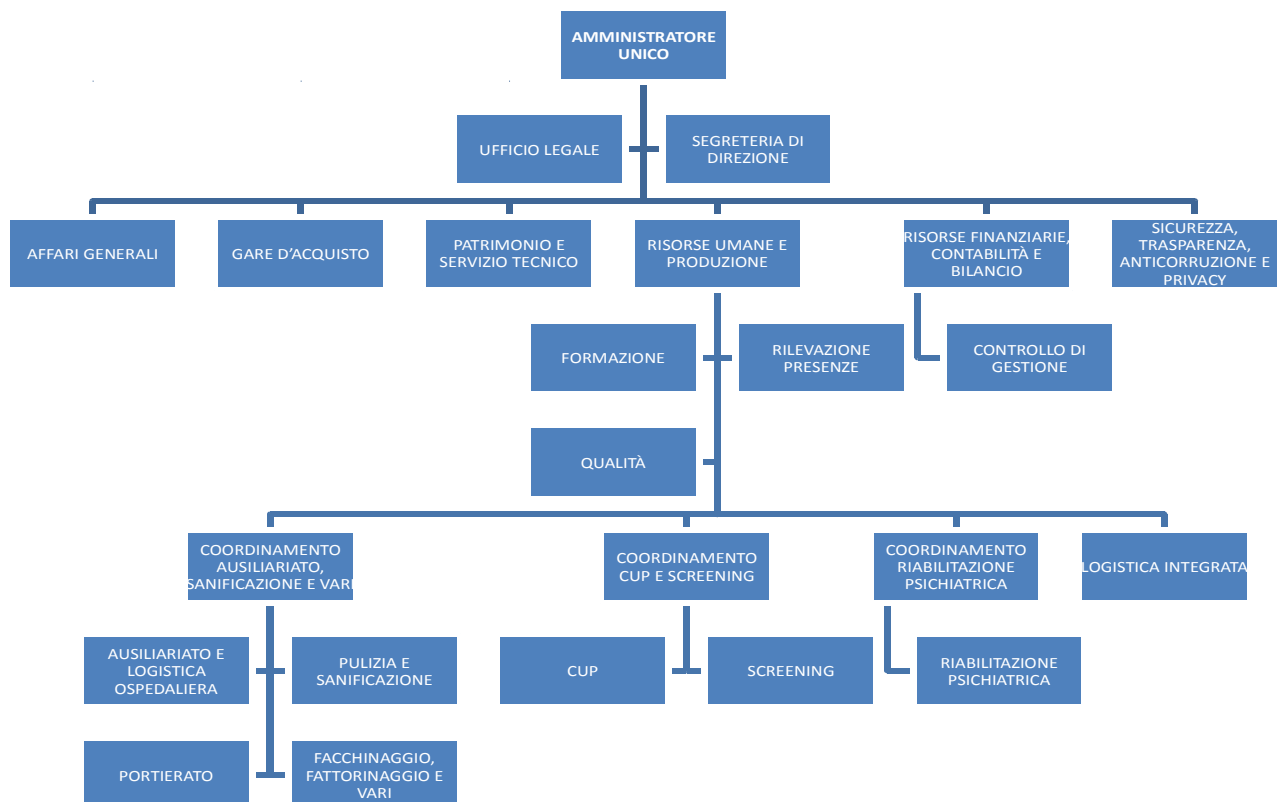 AMMINISTRATORE
UNICO
UFFICIO LEGALE
SEGRETERIA DI
DIREZIONE
AFFARI GENERALI
GARE D’ACQUISTO
PATRIMONIO E
SERVIZIO TECNICO
RISORSE UMANE E
PRODUZIONE
RISORSE FINANZIARIE,
CONTABILITÀ E
BILANCIO
SICUREZZA,
TRASPARENZA,
ANTICORRUZIONE E
PRIVACY
FORMAZIONE
RILEVAZIONE
PRESENZE
CONTROLLO DI
GESTIONE
QUALITÀ
COORDINAMENTO
AUSILIARIATO,
SANIFICAZIONE E VARI
COORDINAMENTO
CUP E SCREENING
COORDINAMENTO
RIABILITAZIONE
PSICHIATRICA
LOGISTICA INTEGRATA
AUSILIARIATO E
LOGISTICA
OSPEDALIERA
PULIZIA E
SANIFICAZIONE
CUP
SCREENING
RIABILITAZIONE
PSICHIATRICA
PORTIERATO
FACCHINAGGIO,
FATTORINAGGIO E
VARI